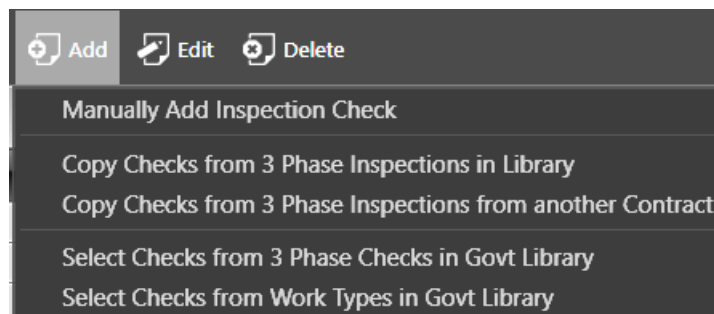 Add Edit Delete
Manually Add Inspection Check
Copy Checks from 3 Phase Inspections in Library
Copy Checks from 3 Phase Inspections from another Contract
Select Checks from 3 Phase Checks in Govt Library
Select Checks from Work Types in Govt Library